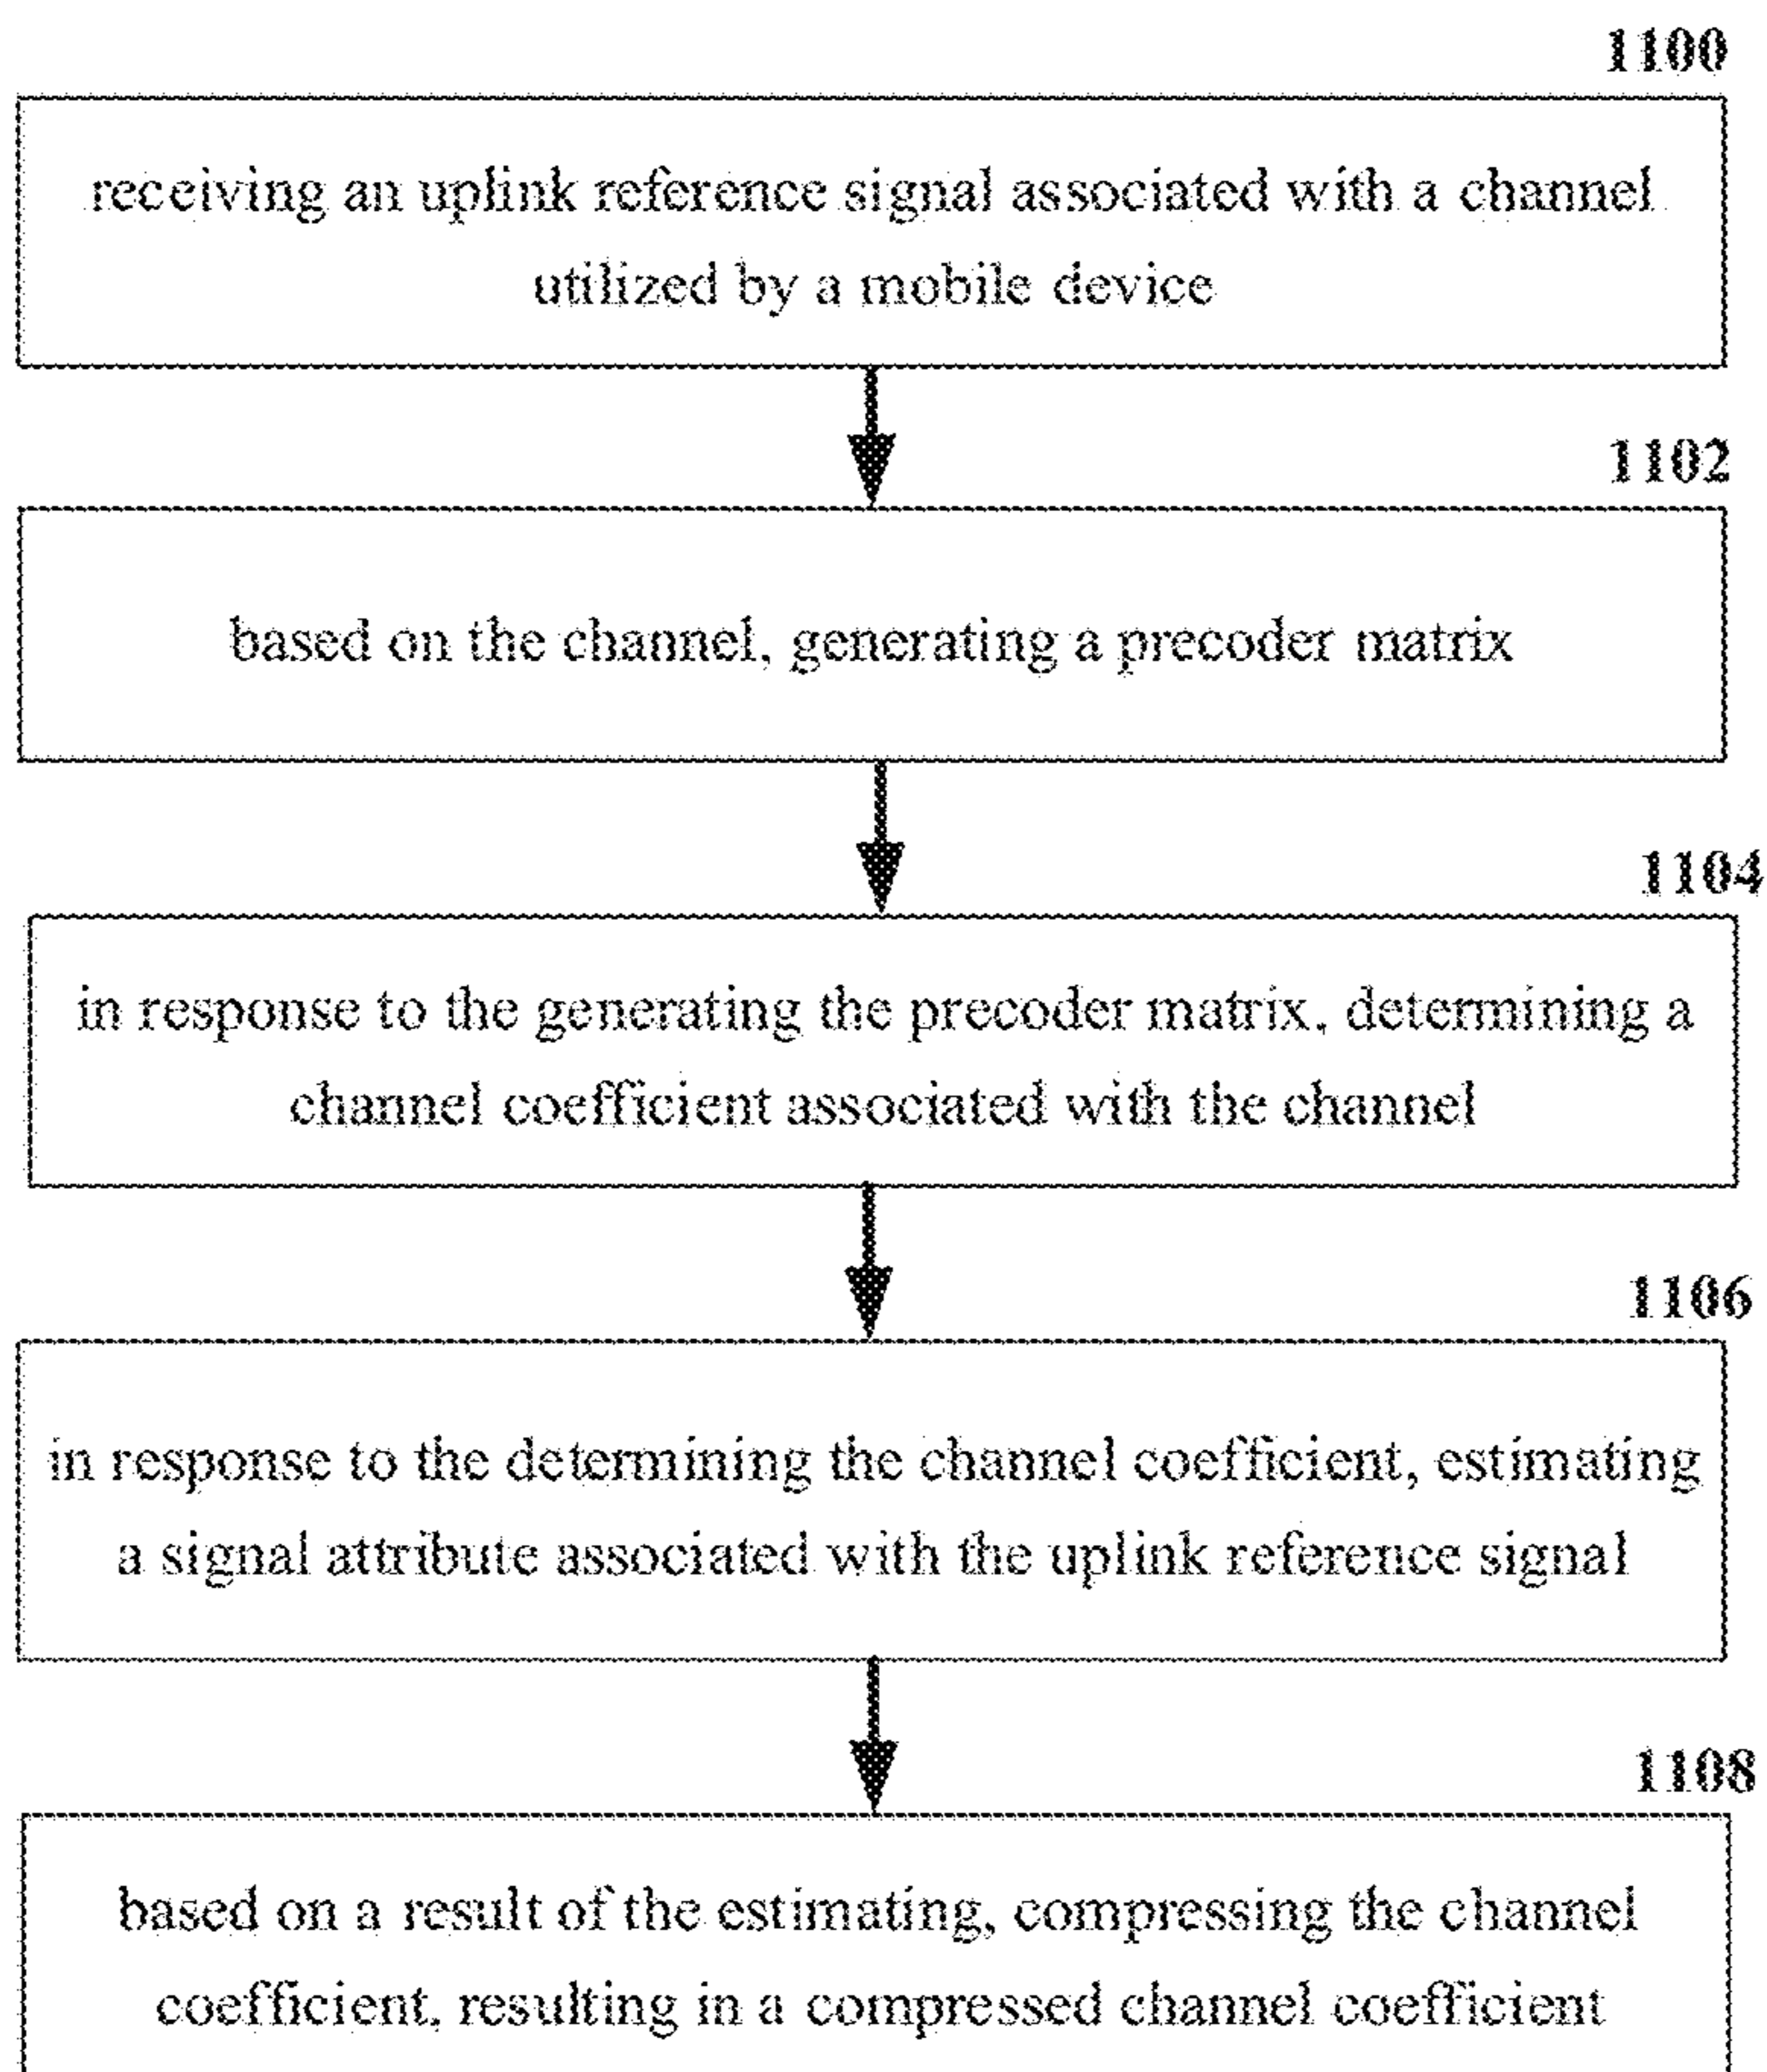 1100
receiving an uplink reference signal associated with a channel
utilized by a mobile device
1102
based on the channel, generating a precoder matrix
1104
in response to the generating the precoder matrix, determining a
channel coefficient associated with the channel
1106
in response to the determining the channel coefficient, estimating
a signal attribute associated with the uplink reference signal
1108
based on a result of the estimating, compressing the channel
coefficient, resulting in a compressed channel coefficient